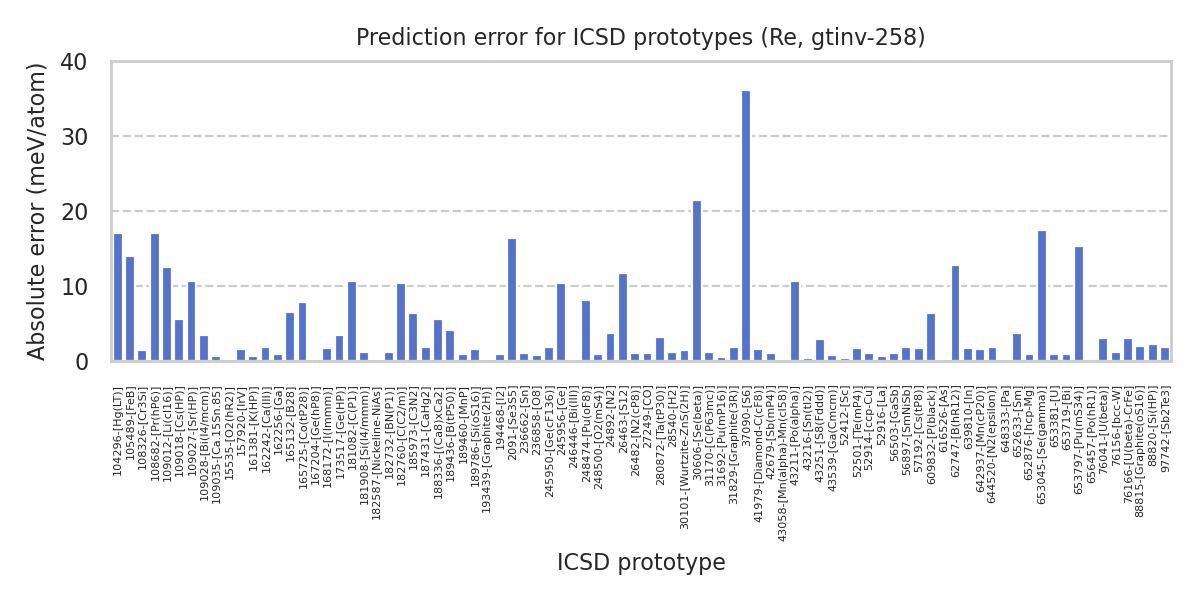 Prediction error for ICSD prototypes (Re, gtinv-258)
Absolute error (meV/atom)
40
30
20
10
0
104296-[Hg(LT)]
105489-[FeB]
108326-[Cr3Si]
108682-[Pr(hP6)]
109012-[Li(cI16)]
109018-[Cs(HP)]
109027-[Sr(HP)]
109028-[Bi(I4/mcm)]
109035-[Ca.15Sn.85]
15535-[O2(hR2)]
157920-[IrV]
161381-[K(HP)]
162242-[Ca(III)]
162256-[Ga]
165132-[B28]
165725-[Co(tP28)]
167204-[Ge(hP8)]
168172-[I(Immm)]
173517-[Ge(HP)]
181082-[C(P1)]
181908-[Si(I4/mmm)]
182587-[Nickeline-NiAs]
182732-[BN(P1)]
182760-[C(C2/m)]
185973-[C3N2]
187431-[CaHg2]
188336-[(Ca8)xCa2]
189436-[B(tP50)]
189460-[MnP]
189786-[Si(oS16)]
193439-[Graphite(2H)]
194468-[I2]
2091-[Se3S5]
236662-[Sn]
236858-[O8]
245950-[Ge(cF136)]
245956-[Ge]
246446-[Bi(III)]
248474-[Pu(oF8)]
248500-[O2(mS4)]
24892-[N2]
26463-[S12]
26482-[N2(cP8)]
27249-[CO]
280872-[Ta(tP30)]
28540-[H2]
30101-[Wurtzite-ZnS(2H)]
30606-[Se(beta)]
31170-[C(P63mc)]
31692-[Pu(mP16)]
31829-[Graphite(3R)]
37090-[S6]
41979-[Diamond-C(cF8)]
42679-[Sb(mP4)]
43058-[Mn(alpha)-Mn(cI58)]
43211-[Po(alpha)]
43216-[Sn(tI2)]
43251-[S8(Fddd)]
43539-[Ga(Cmcm)]
52412-[Sc]
52501-[Te(mP4)]
52914-[fcc-Cu]
52916-[La]
56503-[GaSb]
56897-[SmNiSb]
57192-[Cs(tP8)]
609832-[P(black)]
616526-[As]
62747-[B(hR12)]
639810-[In]
642937-[Mn(cP20)]
644520-[N2(epsilon)]
648333-[Pa]
652633-[Sm]
652876-[hcp-Mg]
653045-[Se(gamma)]
653381-[U]
653719-[Bi]
653797-[Pu(mS34)]
656457-[Po(hR1)]
76041-[U(beta)]
76156-[bcc-W]
76166-[U(beta)-CrFe]
88815-[Graphite(oS16)]
88820-[Si(HP)]
97742-[Sb2Te3]
ICSD prototype